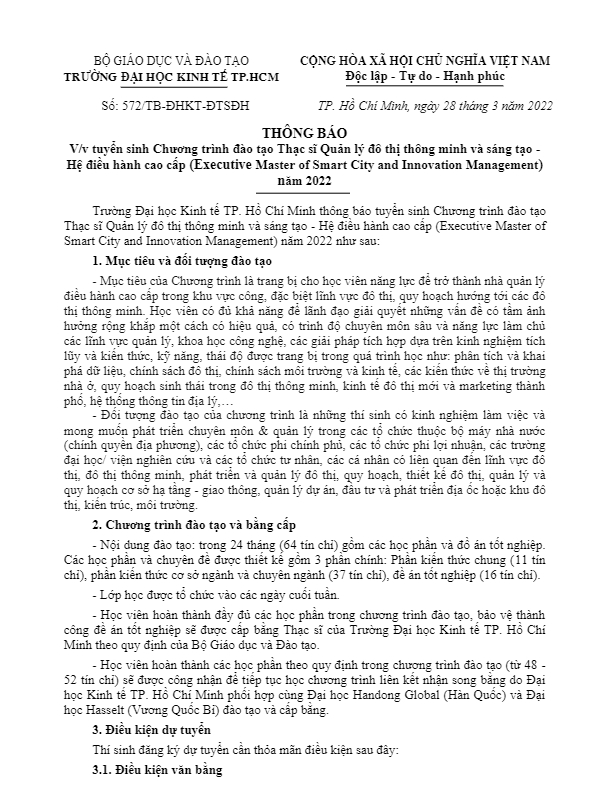 BỘ GIÁO DỤC VÀ ĐÀO TẠO
TRƯỜNG ĐẠI HỌC KINH TẾ TP.HCM
CỘNG HÒA XÃ HỘI CHỦ NGHĨA VIỆT NAM
Độc lập - Tự do - Hạnh phúc
Số: 572/TB-ĐHKT-ĐTSĐH
TP. Hồ Chí Minh, ngày 28 tháng 3 năm 2022
THÔNG BÁO
V/v tuyển sinh Chương trình đào tạo Thạc sĩ Quản lý đô thị thông minh và sáng tạo -
Hệ điều hành cao cấp (Executive Master of Smart City and Innovation Management)
năm 2022
Trường Đại học Kinh tế TP. Hồ Chí Minh thông báo tuyển sinh Chương trình đào tạo
Thạc sĩ Quản lý đô thị thông minh và sáng tạo - Hệ điều hành cao cấp (Executive Master of
Smart City and Innovation Management) năm 2022 như sau:
1. Mục tiêu và đối tượng đào tạo
- Mục tiêu của Chương trình là trang bị cho học viên năng lực để trở thành nhà quản lý
điều hành cao cấp trong khu vực công, đặc biệt lĩnh vực đô thị, quy hoạch hướng tới các đô
thị thông minh. Học viên có đủ khả năng để lãnh đạo giải quyết những vấn đề có tầm ảnh
hưởng rộng khắp một cách có hiệu quả, có trình độ chuyên môn sâu và năng lực làm chủ
các lĩnh vực quản lý, khoa học công nghệ, các giải pháp tích hợp dựa trên kinh nghiệm tích
lũy và kiến thức, kỹ năng, thái độ được trang bị trong quá trình học như: phân tích và khai
phá dữ liệu, chính sách đô thị, chính sách môi trường và kinh tế, các kiến thức về thị trường
nhà ở, quy hoạch sinh thái trong đô thị thông minh, kinh tế đô thị mới và marketing thành
phố, hệ thống thông tin địa lý,…
- Đối tượng đào tạo của chương trình là những thí sinh có kinh nghiệm làm việc và
mong muốn phát triển chuyên môn & quản lý trong các tổ chức thuộc bộ máy nhà nước
(chính quyền địa phương), các tổ chức phi chính phủ, các tổ chức phi lợi nhuận, các trường
đại học/ viện nghiên cứu và các tổ chức tư nhân, các cá nhân có liên quan đến lĩnh vực đô
thị, đô thị thông minh, phát triển và quản lý đô thị, quy hoạch, thiết kế đô thị, quản lý và
quy hoạch cơ sở hạ tầng - giao thông, quản lý dự án, đầu tư và phát triển địa ốc hoặc khu đô
thị, kiến trúc, môi trường.
2. Chương trình đào tạo và bằng cấp
- Nội dung đào tạo: trong 24 tháng (64 tín chỉ) gồm các học phần và đồ án tốt nghiệp.
Các học phần và chuyên đề được thiết kế gồm 3 phần chính: Phần kiến thức chung (11 tín
chỉ), phần kiến thức cơ sở ngành và chuyên ngành (37 tín chỉ), đề án tốt nghiệp (16 tín chỉ).
- Lớp học được tổ chức vào các ngày cuối tuần.
- Học viên hoàn thành đầy đủ các học phần trong chương trình đào tạo, bảo vệ thành
công đề án tốt nghiệp sẽ được cấp bằng Thạc sĩ của Trường Đại học Kinh tế TP. Hồ Chí
Minh theo quy định của Bộ Giáo dục và Đào tạo.
- Học viên hoàn thành các học phần theo quy định trong chương trình đào tạo (từ 48 -
52 tín chỉ) sẽ được công nhận để tiếp tục học chương trình liên kết nhận song bằng do Đại
học Kinh tế TP. Hồ Chí Minh phối hợp cùng Đại học Handong Global (Hàn Quốc) và Đại
học Hasselt (Vương Quốc Bỉ) đào tạo và cấp bằng.
3. Điều kiện dự tuyển
Thí sinh đăng ký dự tuyển cần thỏa mãn điều kiện sau đây:
3.1. Điều kiện văn bằng